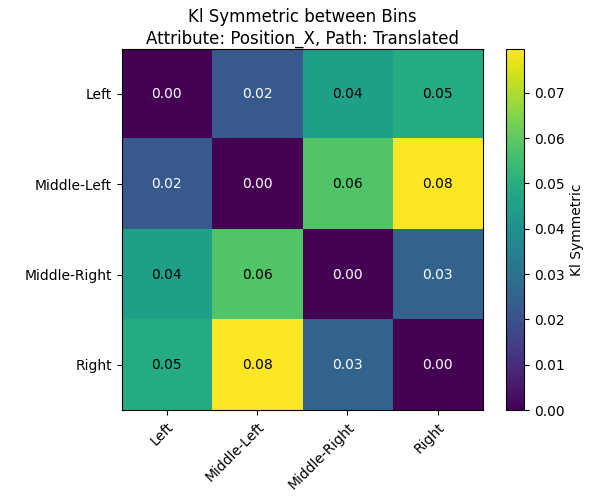 Kl Symmetric between Bins
Attribute: Position_X, Path: Translated
Left
0.00
0.02
0.04
0.05
Middle-Left
0.02
0.00
0.06
0.08
Middle-Right
0.04
0.06
0.00
0.03
Right
0.05
0.08
0.03
0.00
Left
Middle-Left
Middle-Right
Right
0.07
0.06
0.05
0.04
0.03
0.02
0.01
0.00
Kl Symmetric